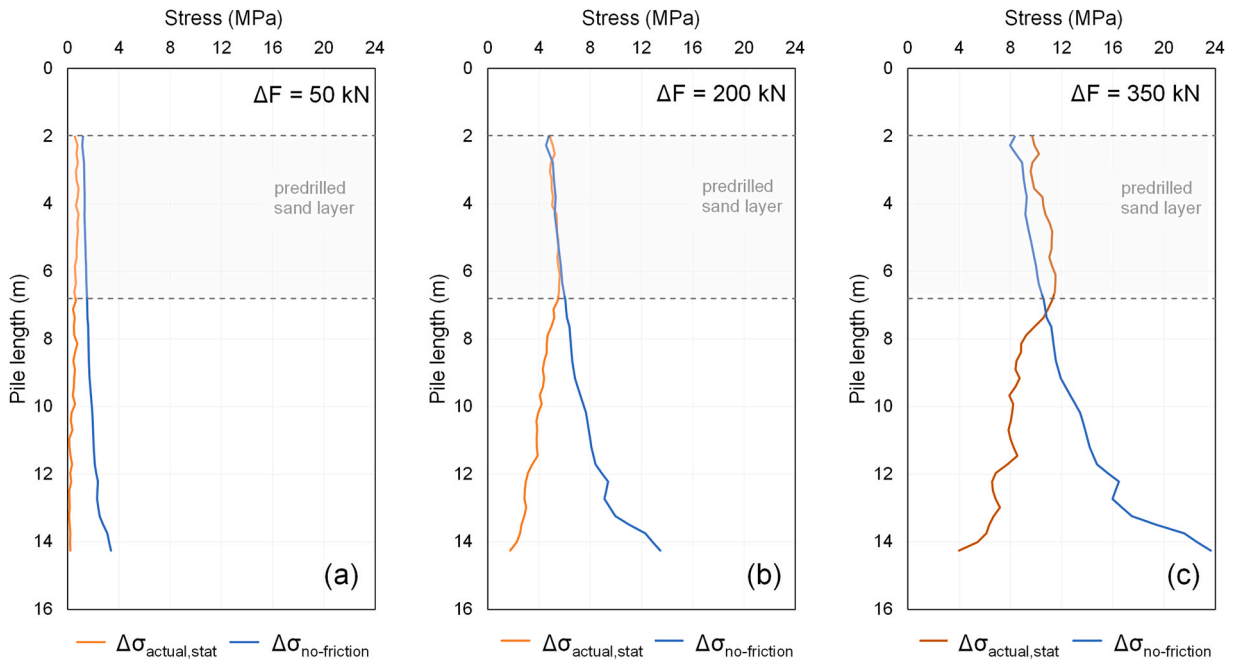 Stress (MPa)
0 4 8 12 16 20 24
Pile length (m)
0
2
4
6
8
10
12
14
16
ΔF = 50 kN
predrilled
sand layer
(a)
Δσactual,stat Δσno-friction
Stress (MPa)
0 4 8 12 16 20 24
Pile length (m)
0
2
4
6
8
10
12
14
16
ΔF = 200 kN
predrilled
sand layer
(b)
Δσactual,stat Δσno-friction
Stress (MPa)
0 4 8 12 16 20 24
Pile length (m)
0
2
4
6
8
10
12
14
16
ΔF = 350 kN
predrilled
sand layer
(c)
Δσactual,stat Δσno-friction